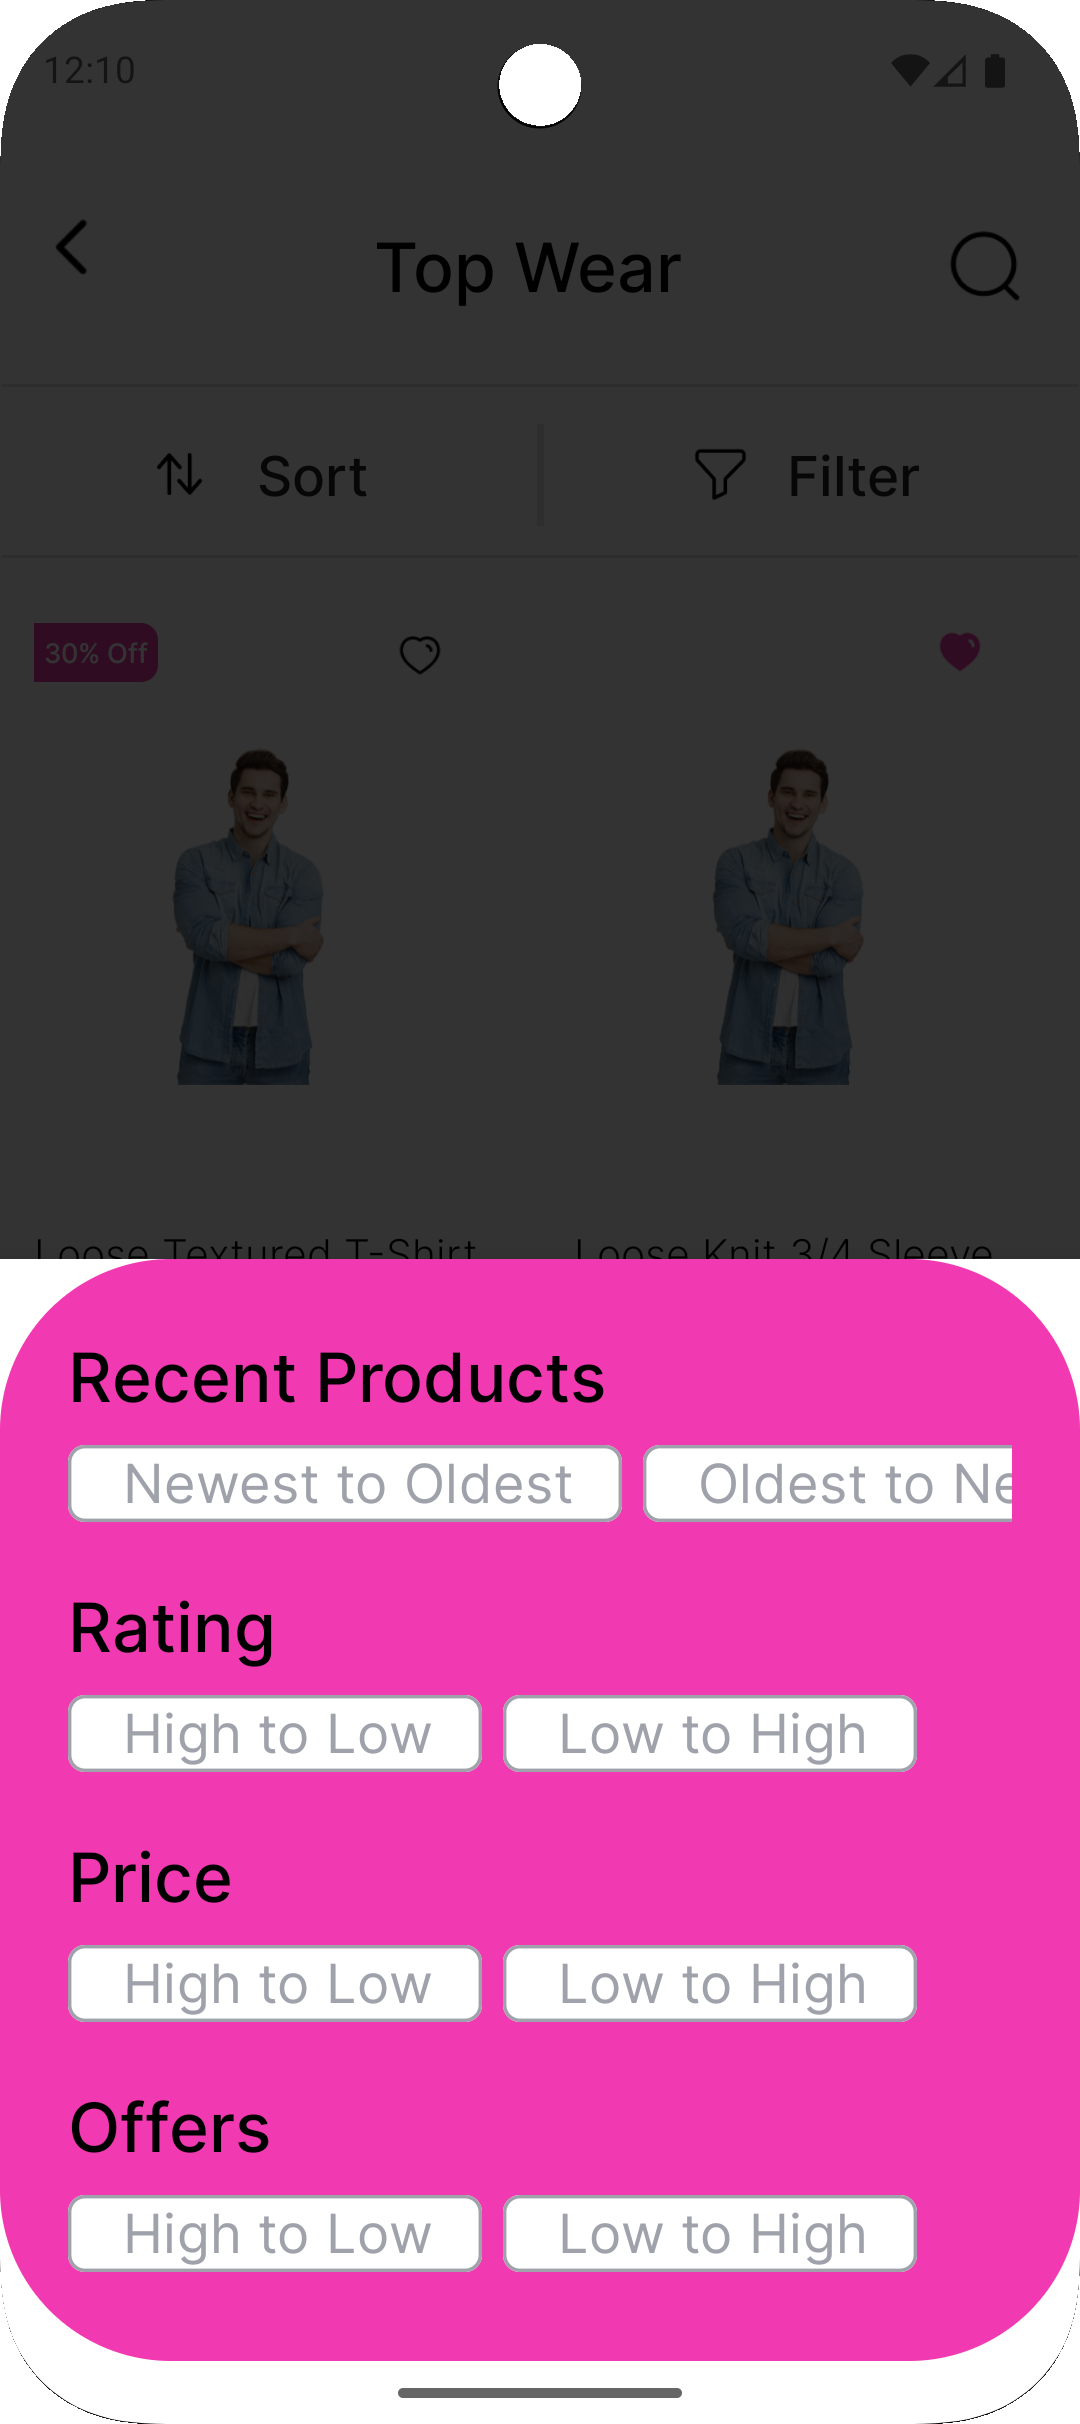 12:10
Top Wear
Sort
Filter
30% Off
Loose Textured T-Shirt
Loose Knit 3/4 Sleeve
Recent Products
Newest to Oldest
Oldest to Ne
Rating
High to Low
Low to High
Price
High to Low
Low to High
Offers
High to Low
Low to High